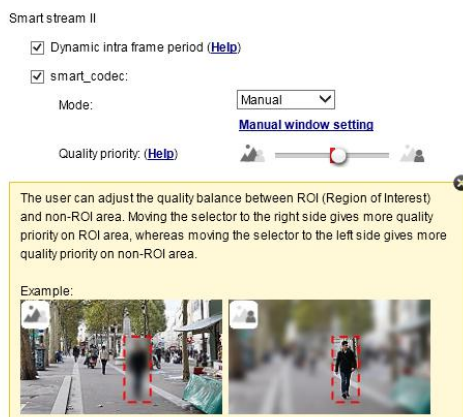 Smart stream II
Dynamic intra frame period (Help)
smart_codec:
Mode: Manual
Manual window setting
Quality priority: (Help)
The user can adjust the quality balance between ROI (Region of Interest)
and non-ROI area. Moving the selector to the right side gives more quality
priority on ROI area, whereas moving the selector to the left side gives more
quality priority on non-ROI area.
Example: